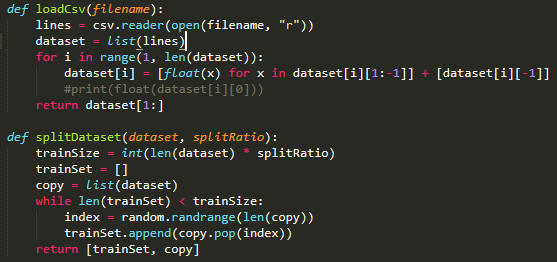 def loadCsv(filename):
    lines = csv.reader(open(filename, "r"))
    dataset = list(lines)
    for i in range(1, len(dataset)):
        dataset[i] = [float(x) for x in dataset[i][1:-1]] + [dataset[i][-1]]
        #print(float(dataset[i][0]))
    return dataset[1:]

def splitDataset(dataset, splitRatio):
    trainSize = int(len(dataset) * splitRatio)
    trainSet = []
    copy = list(dataset)
    while len(trainSet) < trainSize:
        index = random.randrange(len(copy))
        trainSet.append(copy.pop(index))
    return [trainSet, copy]